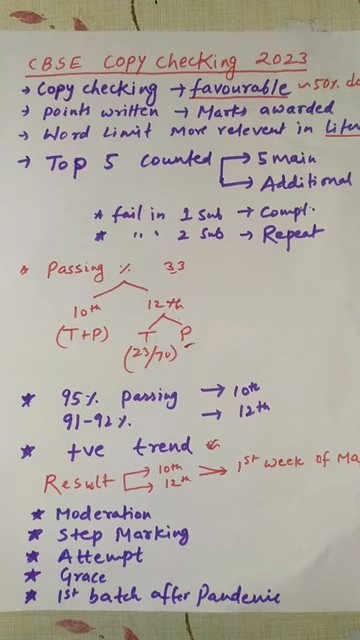 CBSE Copy Checking 2023
→ Copy checking → favourable ~50%
→ points written → Marks awarded
→ Word Limit More relevent in
→ Top 5 counted → 5 main
→ Additional
* fail in 1 sub → Compt.
* " " 2 sub → Repeat
* Passing % 33
10th 12th
(T+P) T P
(23/70)
* 95% passing → 10th
91-92% → 12th
* +ve trend
Result → 10th → 12th 1st week of
* Moderation
* Step Marking
* Attempt
* Grace
* 1st batch after Pandemic